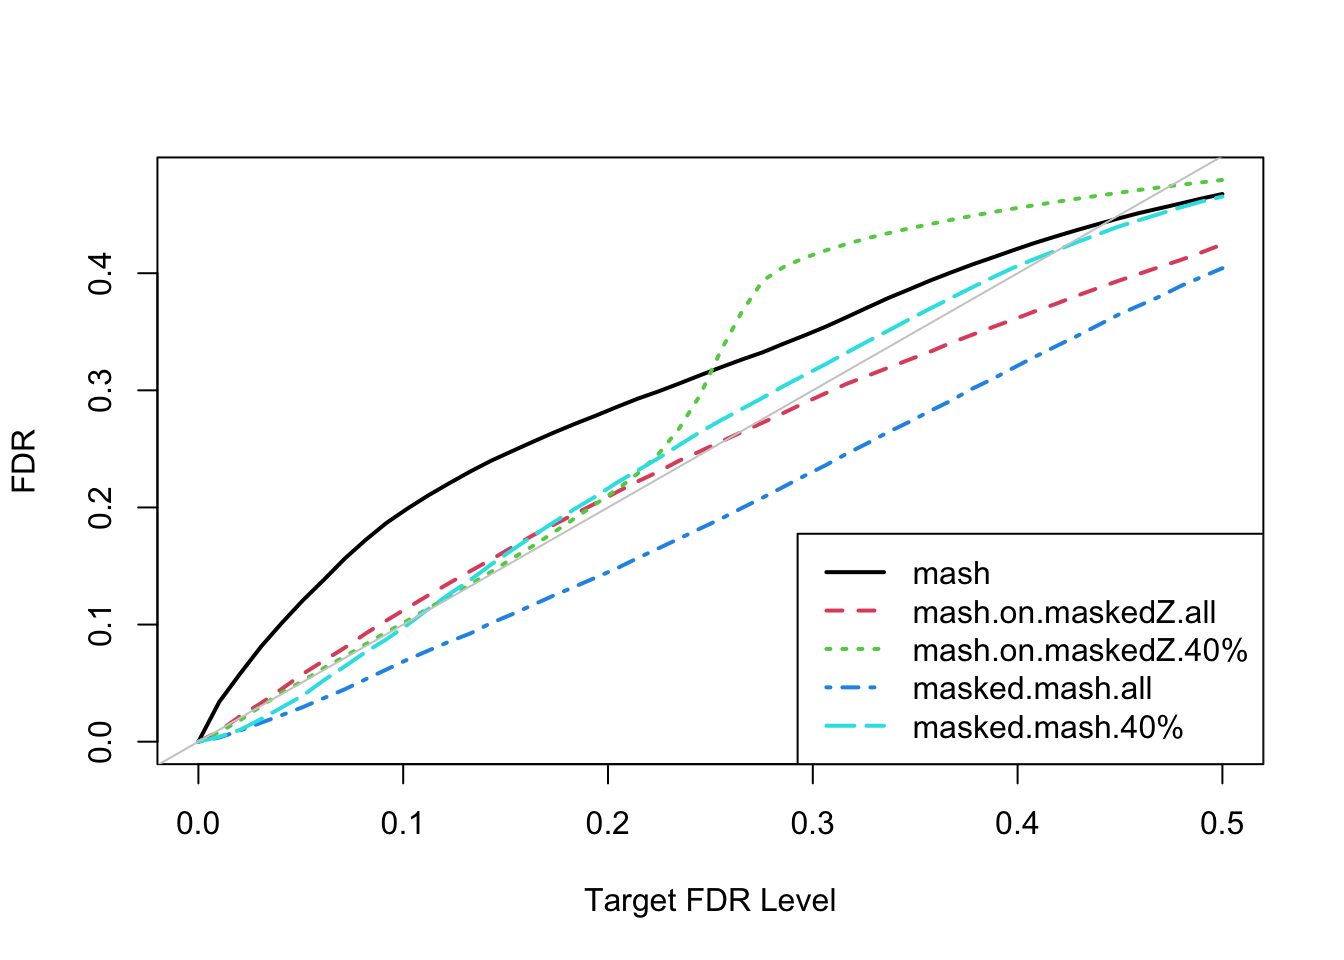 FDR
0.4
0.3
0.2
0.1
0.0
mash
mash.on.maskedZ.all
mash.on.maskedZ.40%
masked.mash.all
masked.mash.40%
0.0 0.1 0.2 0.3 0.4 0.5
Target FDR Level